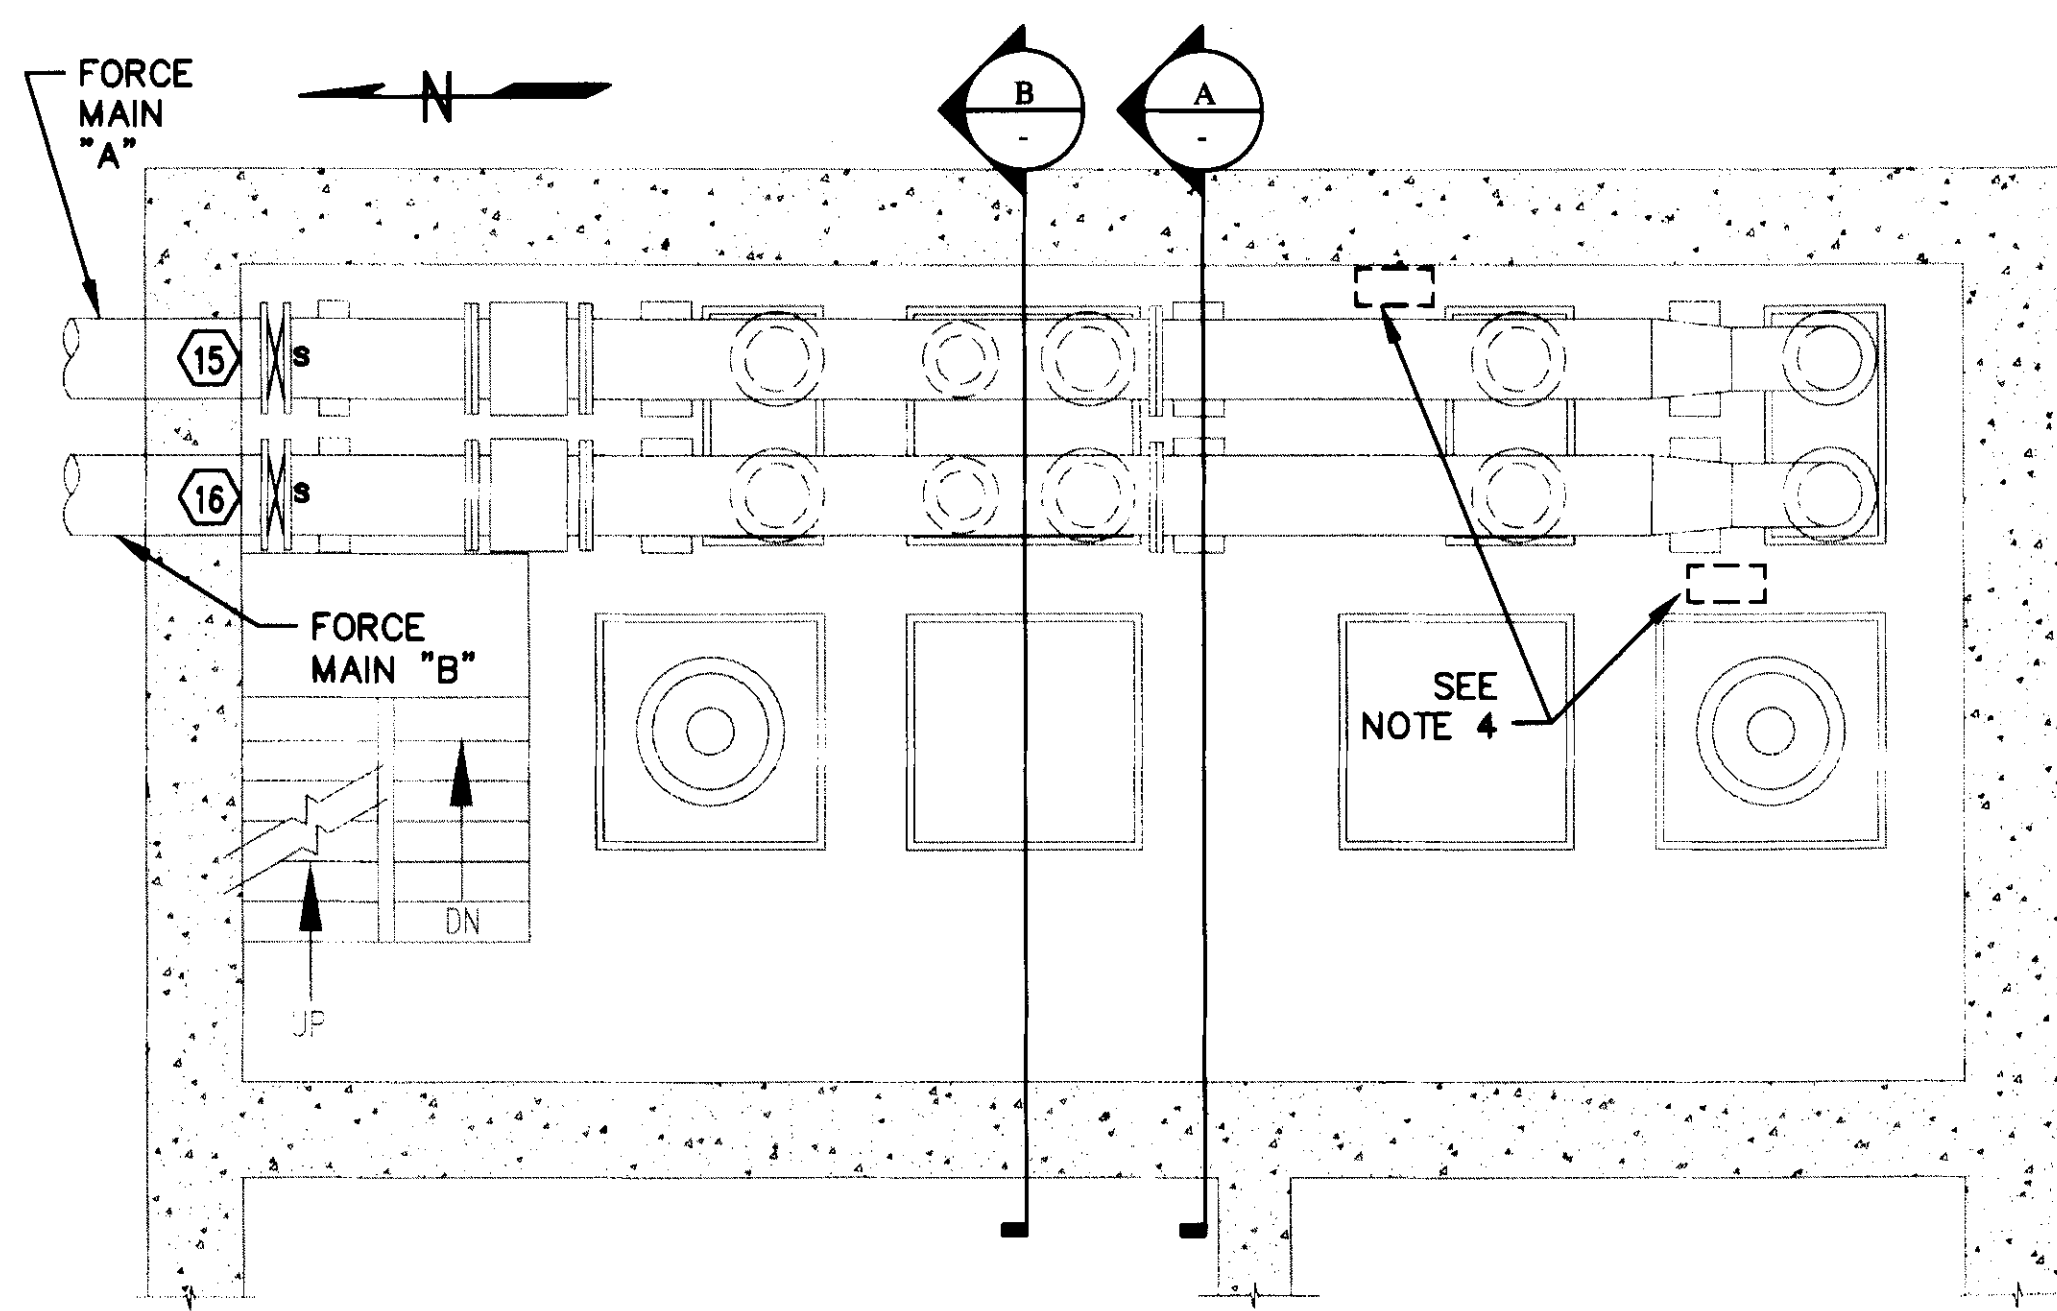 FORCE
MAIN
"A"
N
B
-
A
-
15
S
16
S
FORCE
MAIN "B"
SEE
NOTE 4
DN
UP